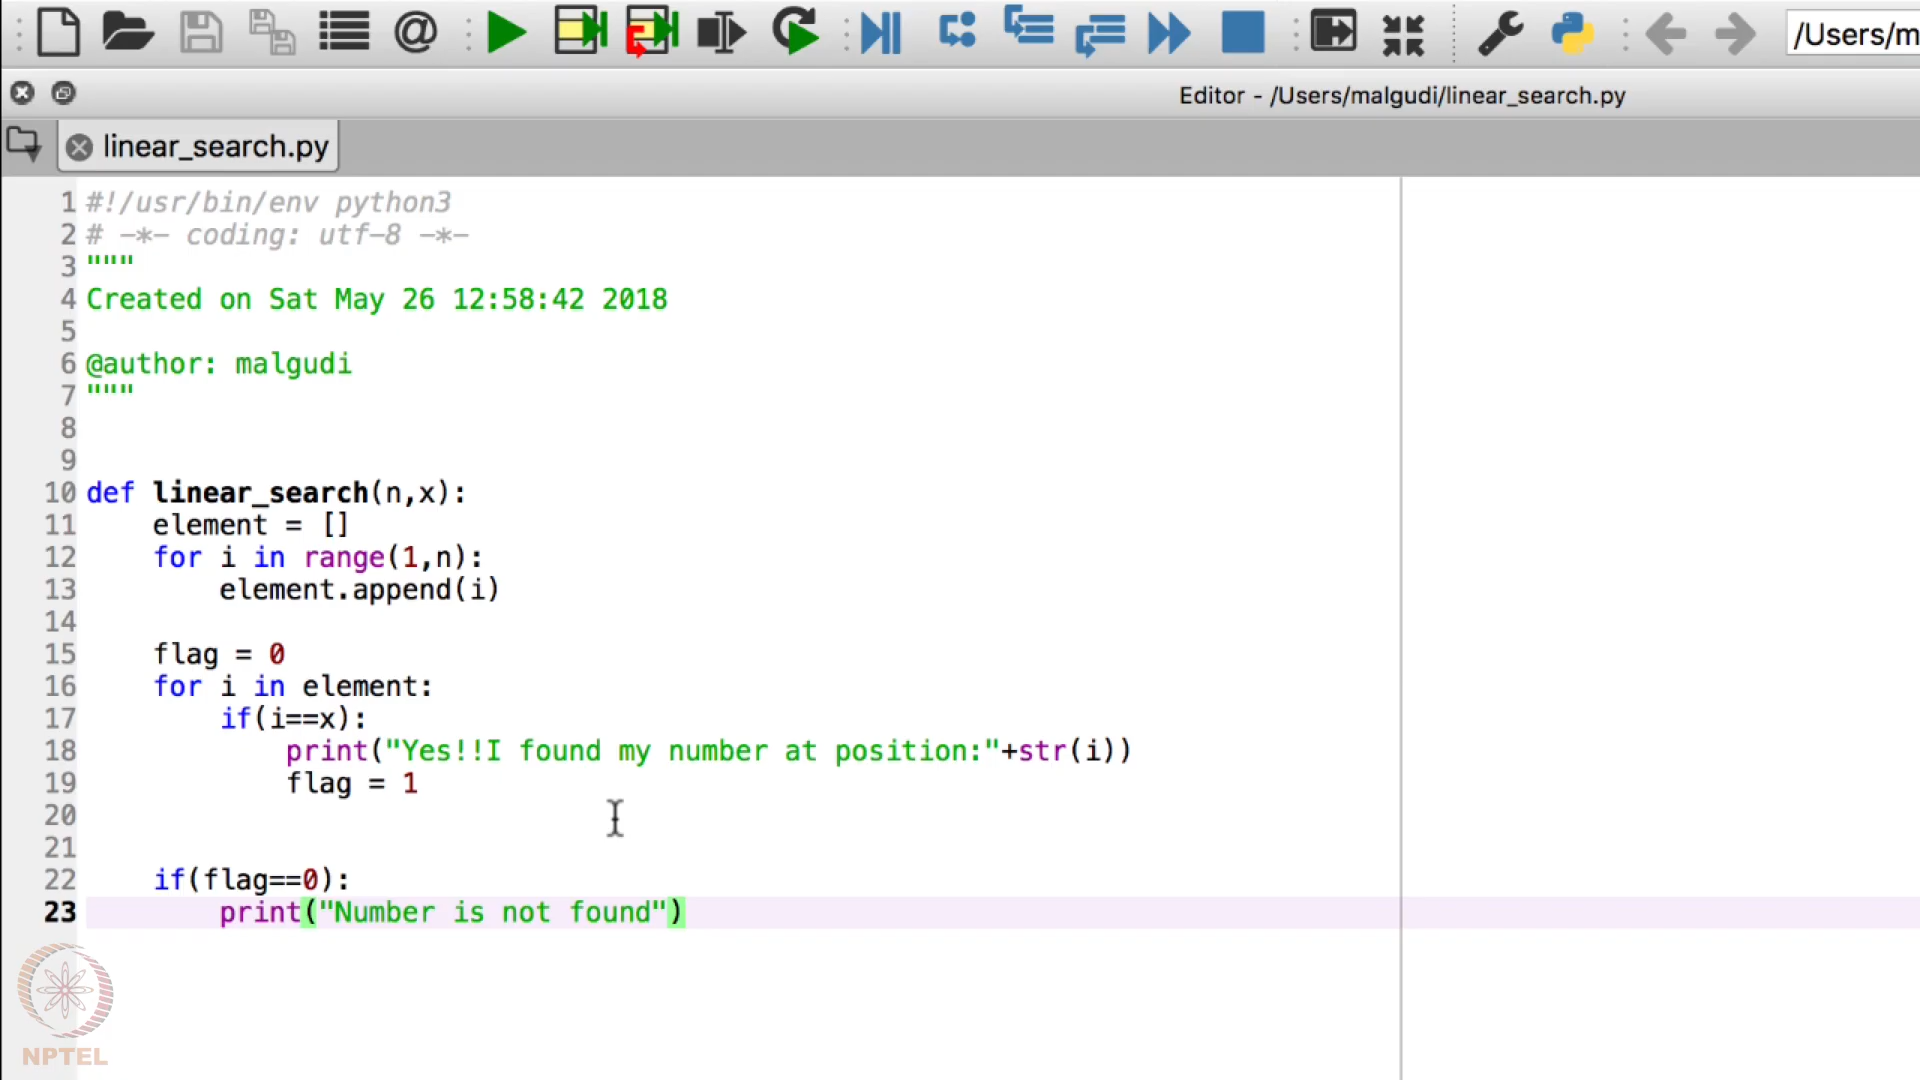 /Users/m
Editor - /Users/malgudi/linear_search.py
linear_search.py
1 #!/usr/bin/env python3
2 # -*- coding: utf-8 -*-
3 """
4 Created on Sat May 26 12:58:42 2018
5
6 @author: malgudi
7 """
8
9
10 def linear_search(n,x):
11     element = []
12     for i in range(1,n):
13         element.append(i)
14
15     flag = 0
16     for i in element:
17         if(i==x):
18             print("Yes!!I found my number at position:"+str(i))
19             flag = 1
20
21
22     if(flag==0):
23         print("Number is not found")
NPTEL